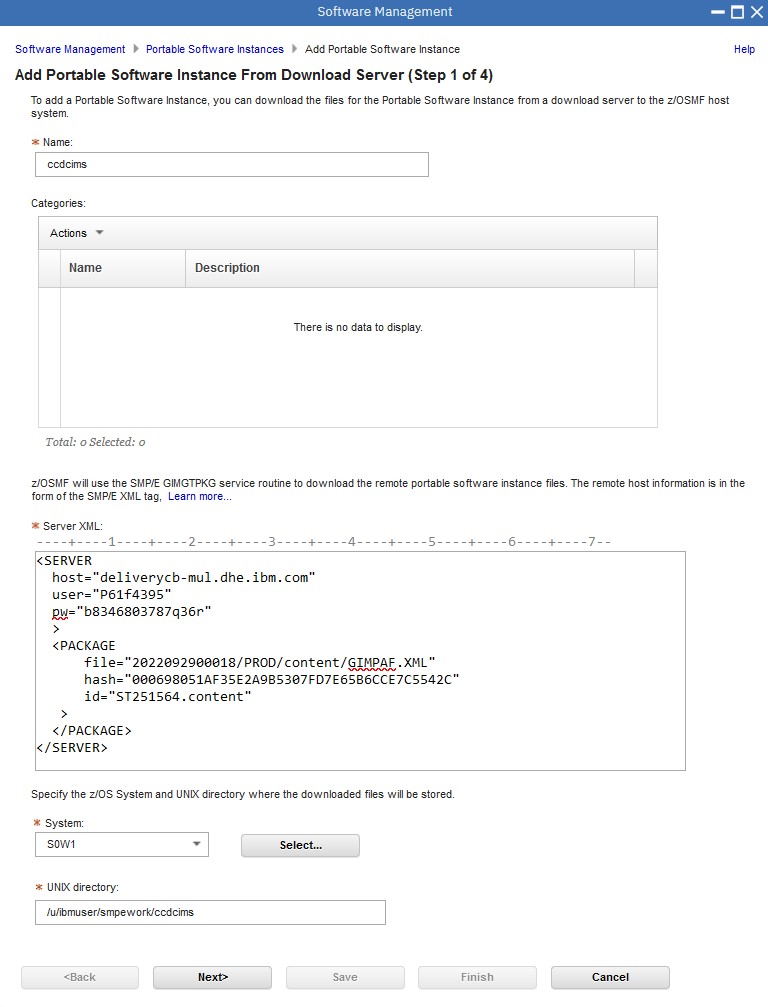 Software Management
Software Management Portable Software Instances Add Portable Software Instance Help
Add Portable Software Instance From Download Server (Step 1 of 4)
To add a Portable Software Instance, you can download the files for the Portable Software Instance from a download server to the z/OSMF host
system.
* Name:
ccdcims
Categories:
Actions
Name Description
There is no data to display.
Total: 0 Selected: 0
z/OSMF will use the SMP/E GIMGTPKG service routine to download the remote portable software instance files. The remote host information is in the
form of the SMP/E XML tag, Learn more...
* Server XML:
----+----1----+----2----+----3----+----4----+----5----+----6----+----7--
<SERVER
host="deliverycb-mul.dhe.ibm.com"
user="P61f4395"
pw="b8346803787q36r"
>
<PACKAGE
file="2022092900018/PROD/content/GIMPAF.XML"
hash="000698051AF35E2A9B5307FD7E65B6CCE7C5542C"
id="ST251564.content"
>
</PACKAGE>
</SERVER>
Specify the z/OS System and UNIX directory where the downloaded files will be stored.
* System:
S0W1 Select...
* UNIX directory:
/u/ibmuser/smpework/ccdcims
<Back Next> Save Finish Cancel